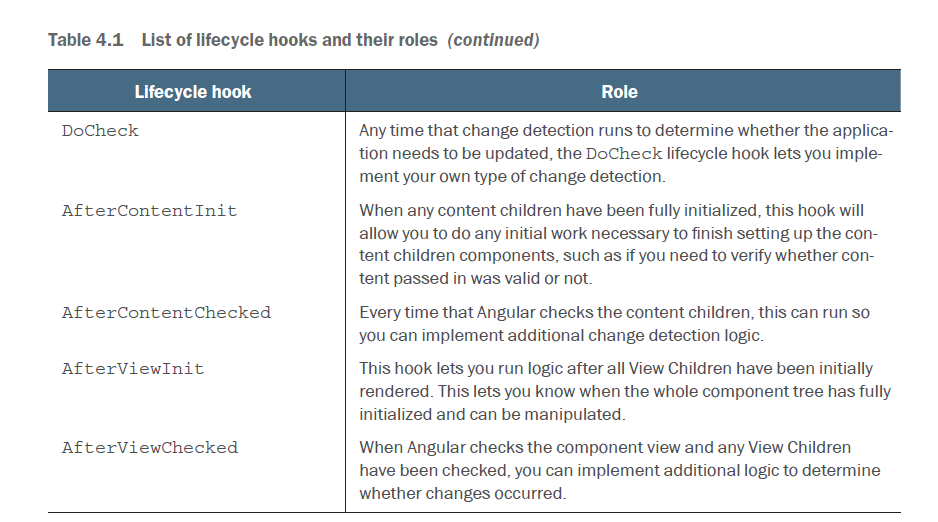 Table 4.1 List of lifecycle hooks and their roles (continued)
Lifecycle hook Role
DoCheck Any time that change detection runs to determine whether the applica-
tion needs to be updated, the DoCheck lifecycle hook lets you imple-
ment your own type of change detection.
AfterContentInit When any content children have been fully initialized, this hook will
allow you to do any initial work necessary to finish setting up the con-
tent children components, such as if you need to verify whether con-
tent passed in was valid or not.
AfterContentChecked Every time that Angular checks the content children, this can run so
you can implement additional change detection logic.
AfterViewInit This hook lets you run logic after all View Children have been initially
rendered. This lets you know when the whole component tree has fully
initialized and can be manipulated.
AfterViewChecked When Angular checks the component view and any View Children
have been checked, you can implement additional logic to determine
whether changes occurred.